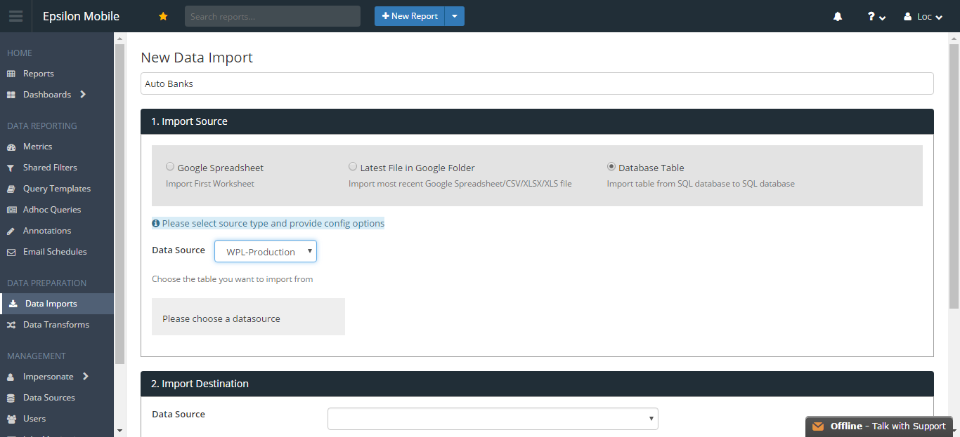 Epsilon Mobile
Search reports...
+ New Report
?
Loc
HOME
Reports
Dashboards
DATA REPORTING
Metrics
Shared Filters
Query Templates
Adhoc Queries
Annotations
Email Schedules
DATA PREPARATION
Data Imports
Data Transforms
MANAGEMENT
Impersonate
Data Sources
Users
New Data Import
Auto Banks
1. Import Source
Google Spreadsheet
Import First Worksheet
Latest File in Google Folder
Import most recent Google Spreadsheet/CSV/XLSX/XLS file
Database Table
Import table from SQL database to SQL database
Please select source type and provide config options
Data Source WPL-Production
Choose the table you want to import from
Please choose a datasource
2. Import Destination
Data Source
Offline - Talk with Support